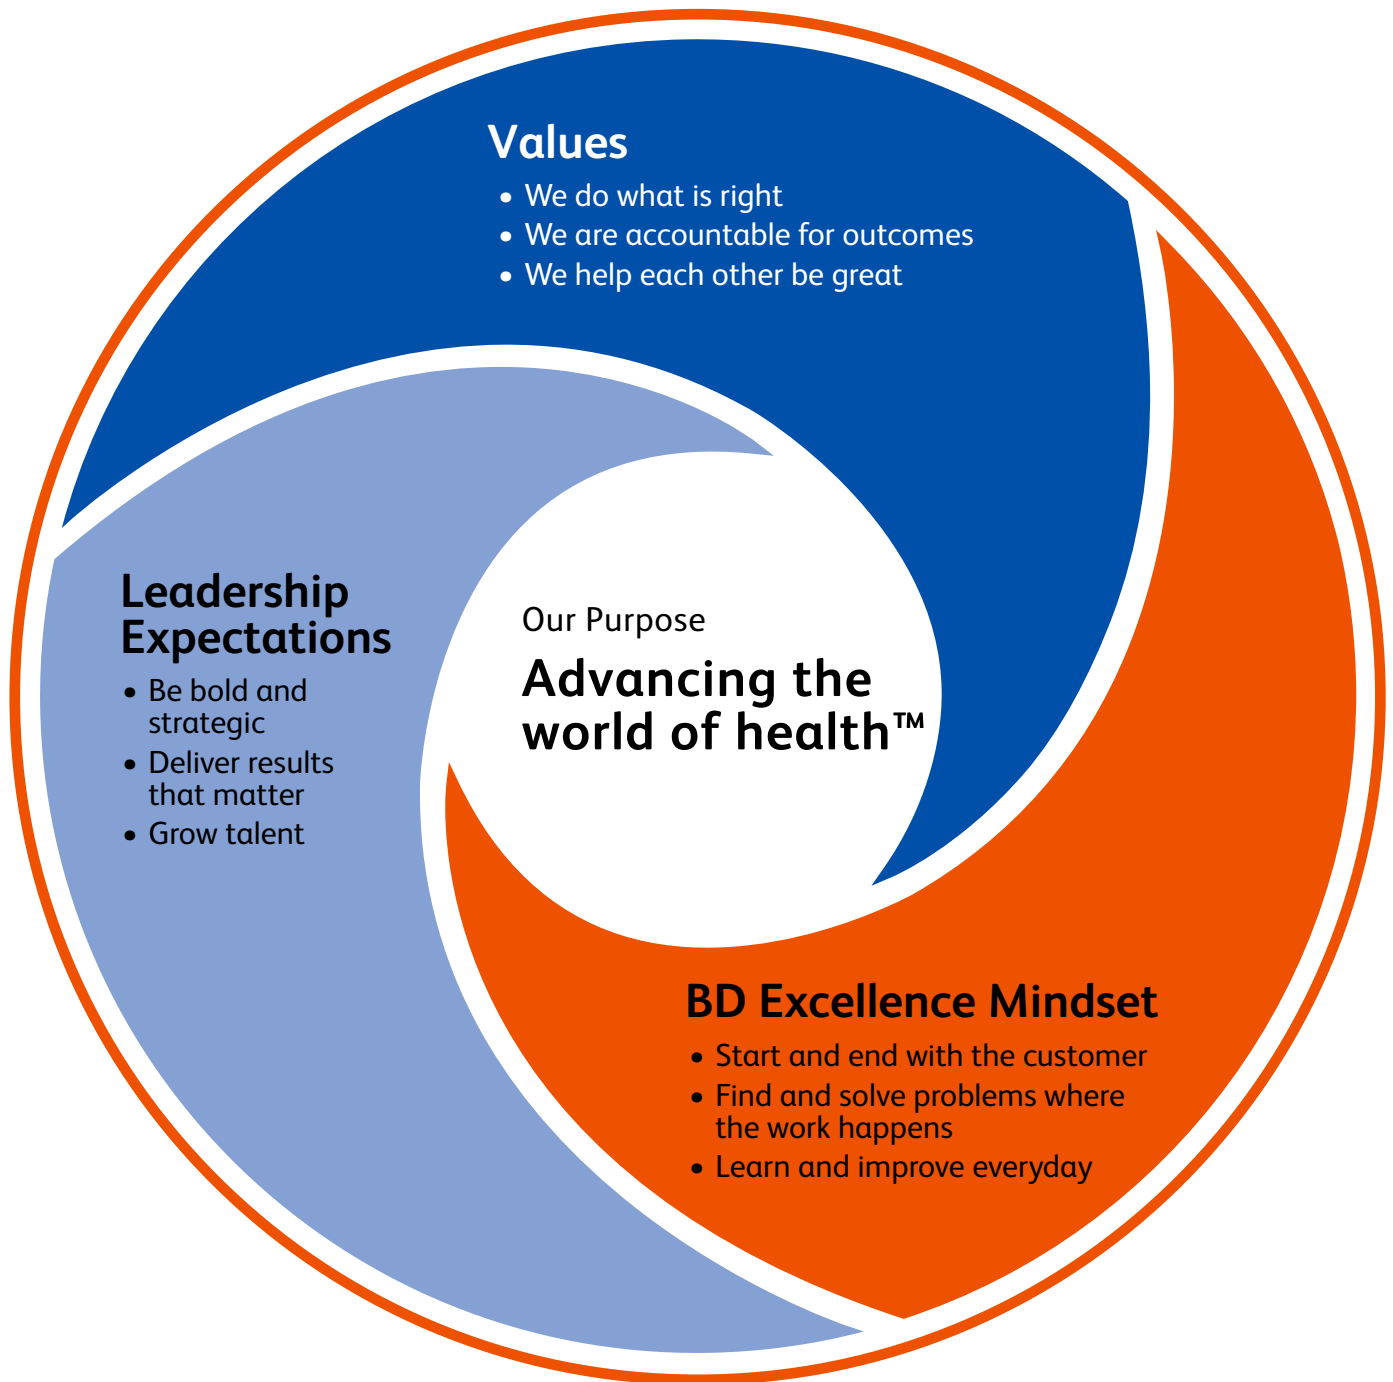 Values
• We do what is right
• We are accountable for outcomes
• We help each other be great
Leadership
Expectations
• Be bold and
strategic
• Deliver results
that matter
• Grow talent
Our Purpose
Advancing the
world of health™
BD Excellence Mindset
• Start and end with the customer
• Find and solve problems where
the work happens
• Learn and improve everyday